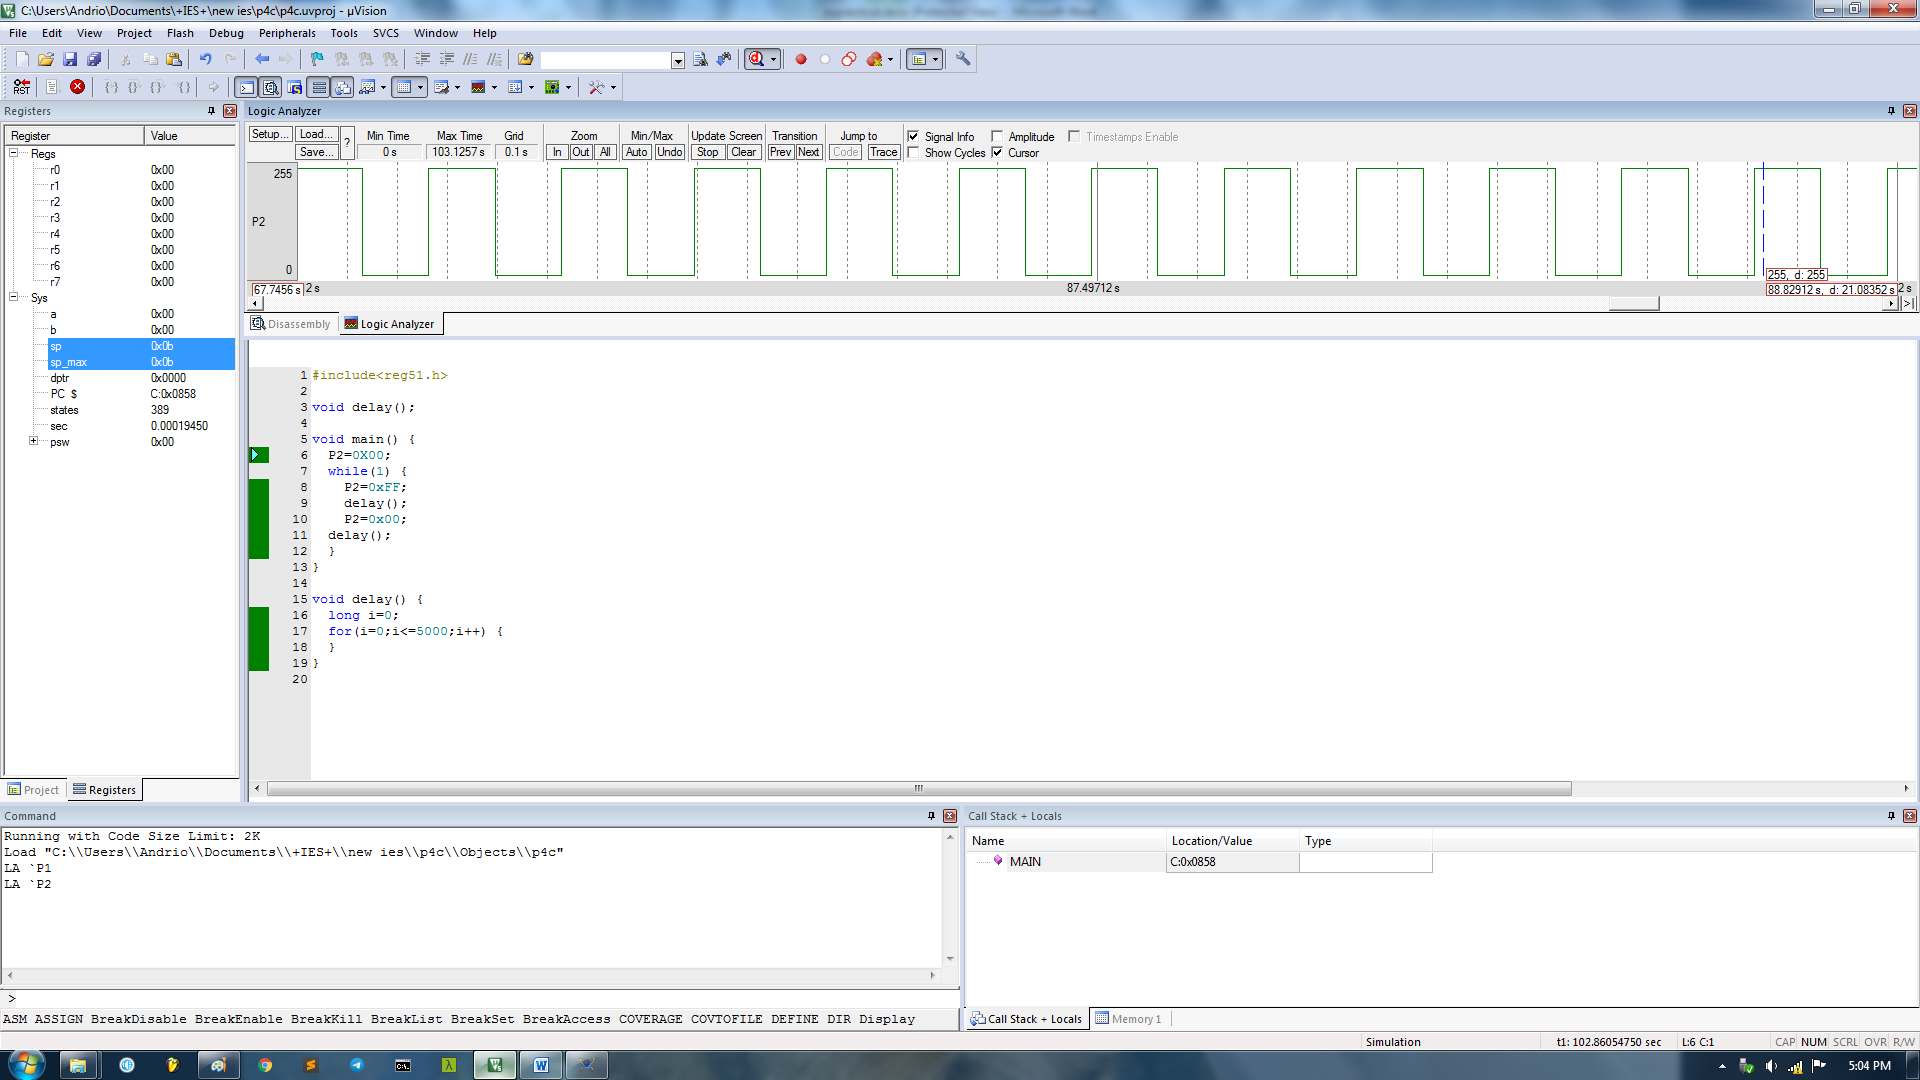 C:\Users\Andrio\Documents\+IES+\new ies\p4c\p4c.uvproj - µVision
File Edit View Project Flash Debug Peripherals Tools SVCS Window Help
Registers
Register Value
Regs
r0 0x00
r1 0x00
r2 0x00
r3 0x00
r4 0x00
r5 0x00
r6 0x00
r7 0x00
Sys
a 0x00
b 0x00
sp 0x0b
sp_max 0x0b
dptr 0x0000
PC $ C:0x0858
states 389
sec 0.00019450
psw 0x00
Project Registers
Logic Analyzer
Setup... Load... ? Min Time Max Time Grid Zoom Min/Max Update Screen Transition Jump to Signal Info Amplitude Timestamps Enable
Save... 0 s 103.1257 s 0.1 s In Out All Auto Undo Stop Clear Prev Next Code Trace Show Cycles Cursor
255
P2
0
255, d: 255
67.7456 s 2 s 87.49712 s 88.82912 s, d: 21.08352 s 2 s
Disassembly Logic Analyzer
1 #include<reg51.h>
2
3 void delay();
4
5 void main() {
6 P2=0X00;
7 while(1) {
8 P2=0xFF;
9 delay();
10 P2=0x00;
11 delay();
12 }
13 }
14
15 void delay() {
16 long i=0;
17 for(i=0;i<=5000;i++) {
18 }
19 }
20
Command
Running with Code Size Limit: 2K
Load "C:\\Users\\Andrio\\Documents\\+IES+\\new ies\\p4c\\Objects\\p4c"
LA `P1
LA `P2
>
ASM ASSIGN BreakDisable BreakEnable BreakKill BreakList BreakSet BreakAccess COVERAGE COVTOFILE DEFINE DIR Display
Call Stack + Locals
Name Location/Value Type
MAIN C:0x0858
Call Stack + Locals Memory 1
Simulation t1: 102.86054750 sec L:6 C:1 CAP NUM SCRL OVR R/W
5:04 PM